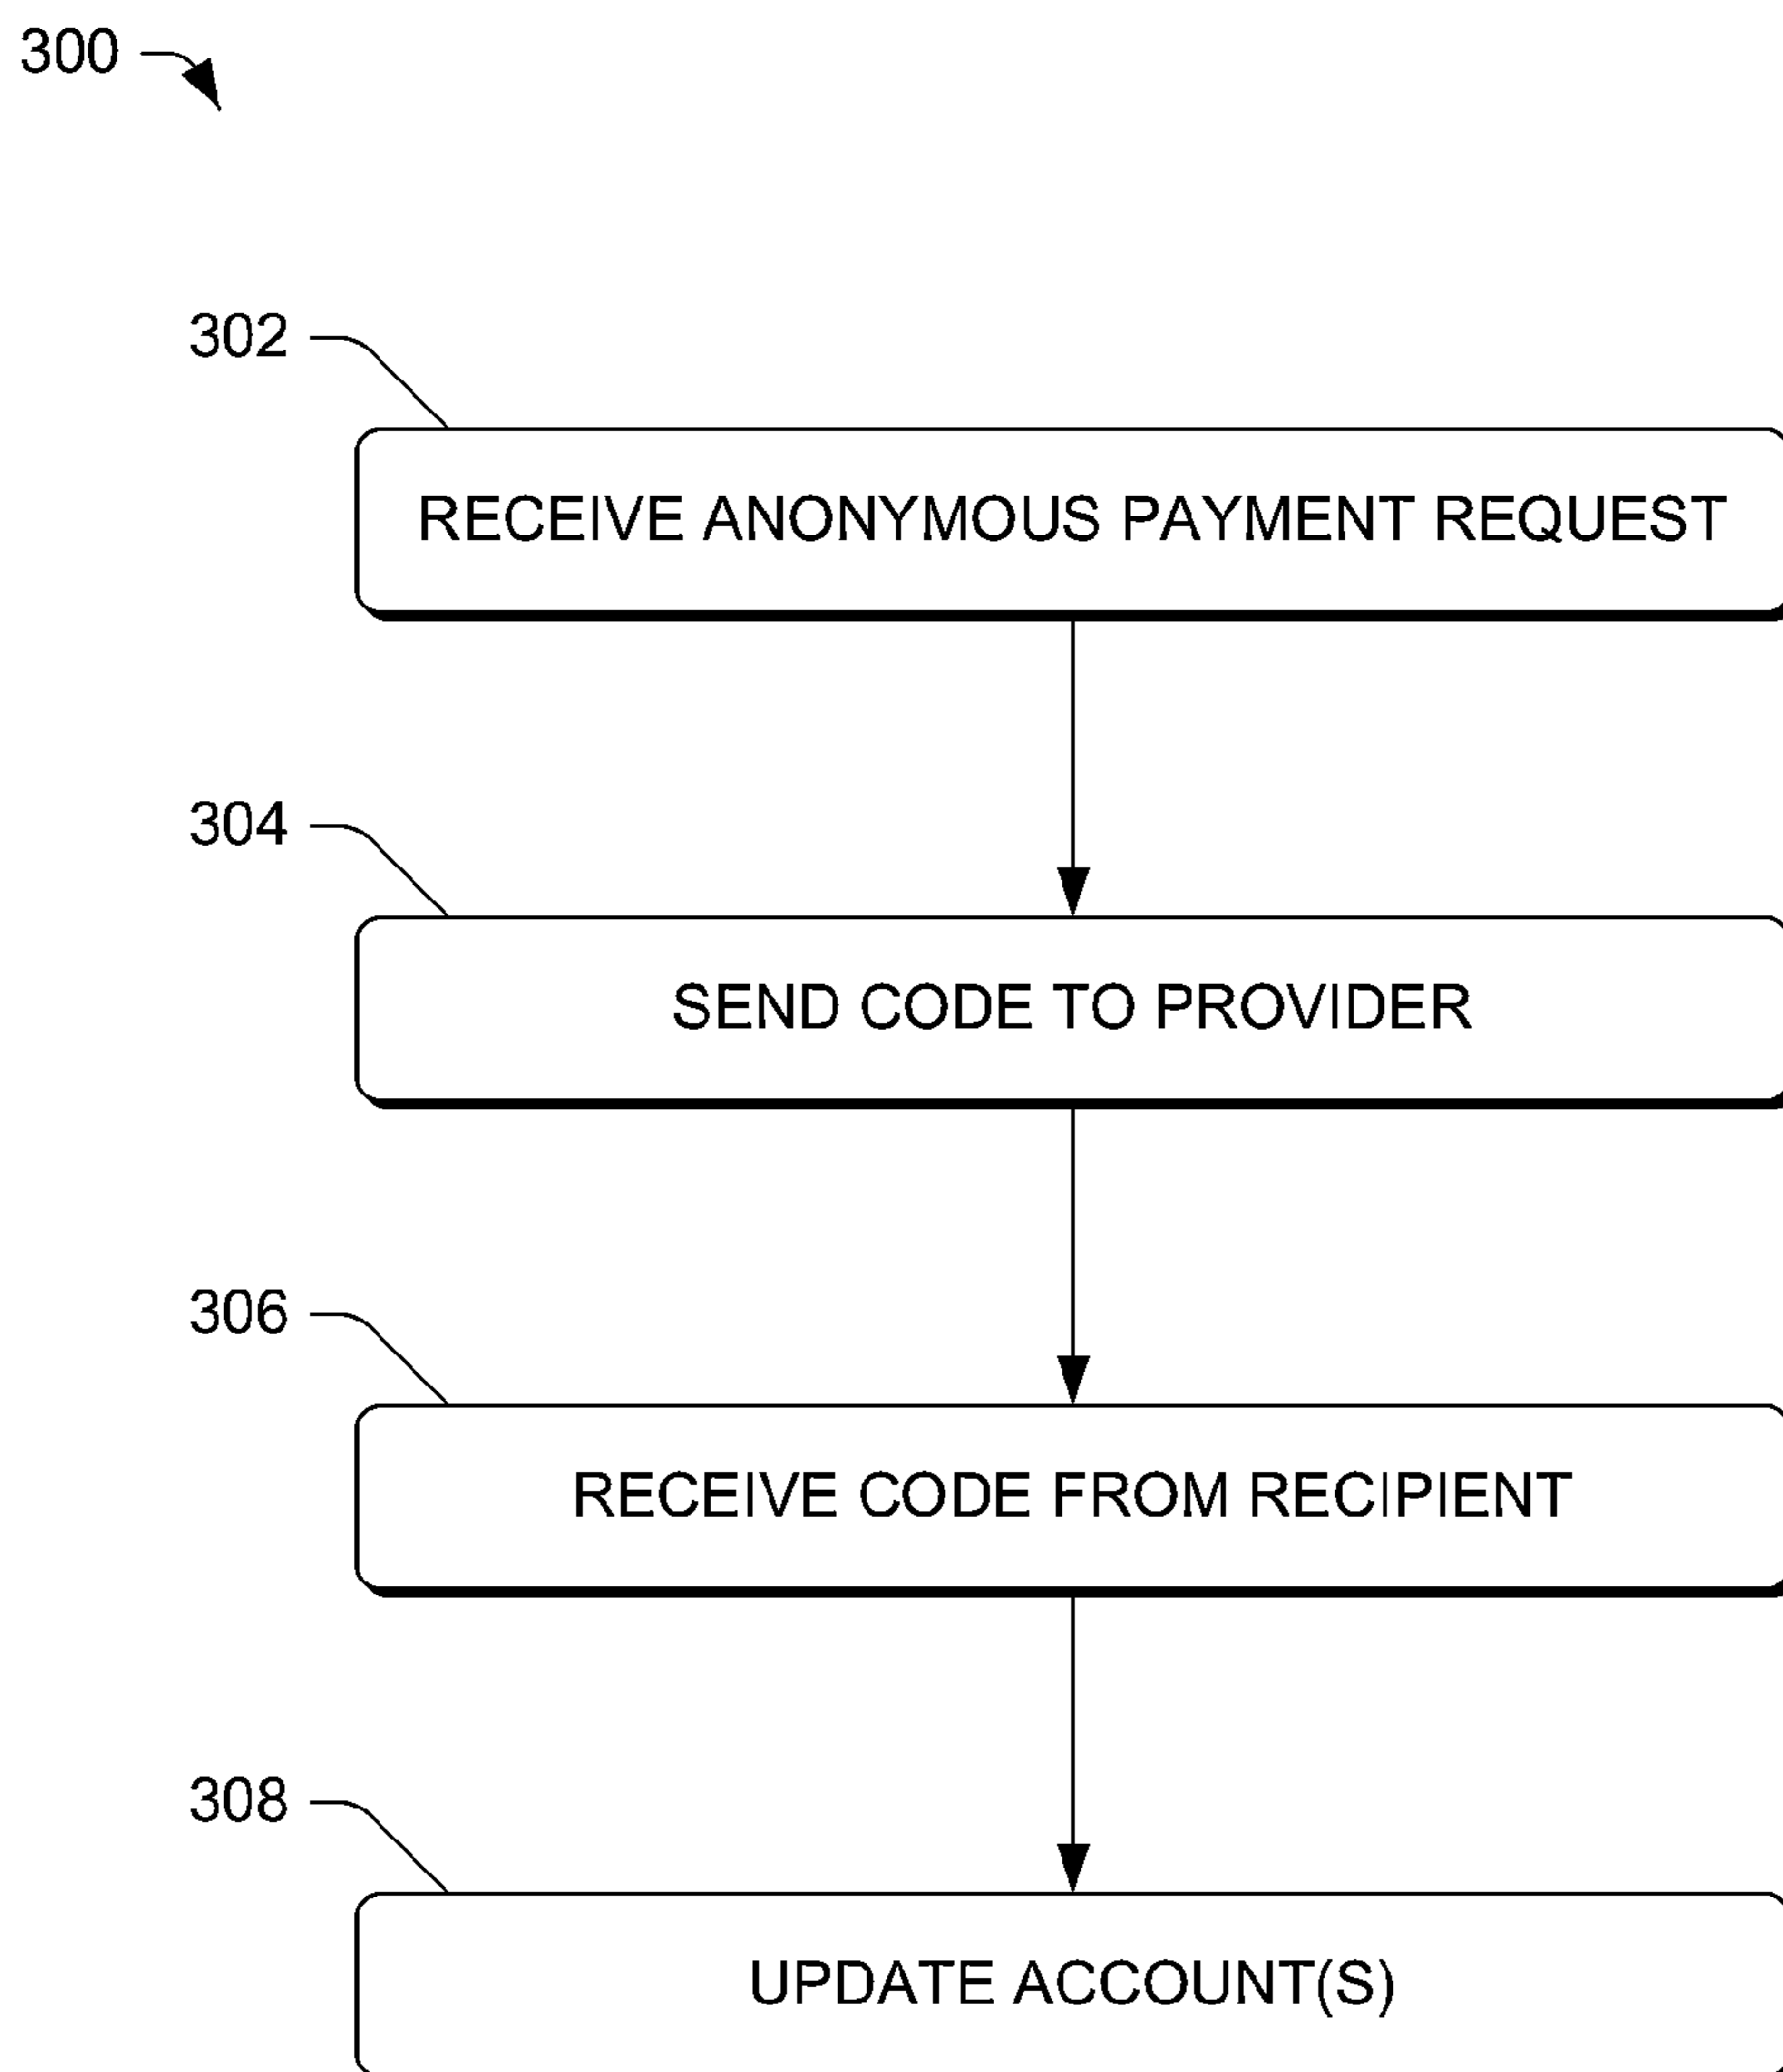 300
302
RECEIVE ANONYMOUS PAYMENT REQUEST
304
SEND CODE TO PROVIDER
306
RECEIVE CODE FROM RECIPIENT
308
UPDATE ACCOUNT(S)